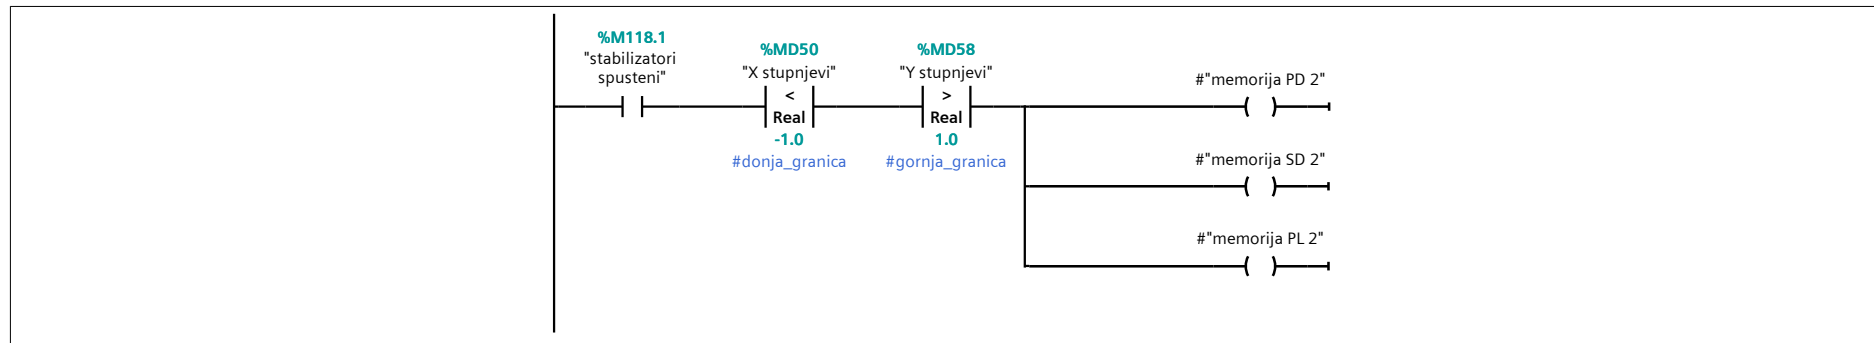 %M118.1
"stabilizatori
spusteni"
%MD50
"X stupnjevi"
<
Real
-1.0
#donja_granica
%MD58
"Y stupnjevi"
>
Real
1.0
#gornja_granica
#"memorija PD 2"
#"memorija SD 2"
#"memorija PL 2"